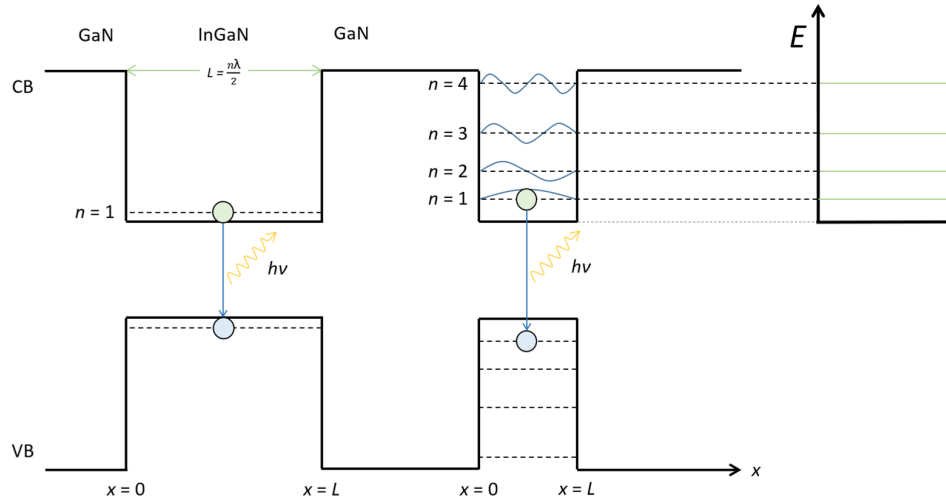 GaN InGaN GaN E
L = nλ/2
CB
n = 4
n = 3
n = 2
n = 1 n = 1
hν hν
VB
x
x = 0 x = L x = 0 x = L